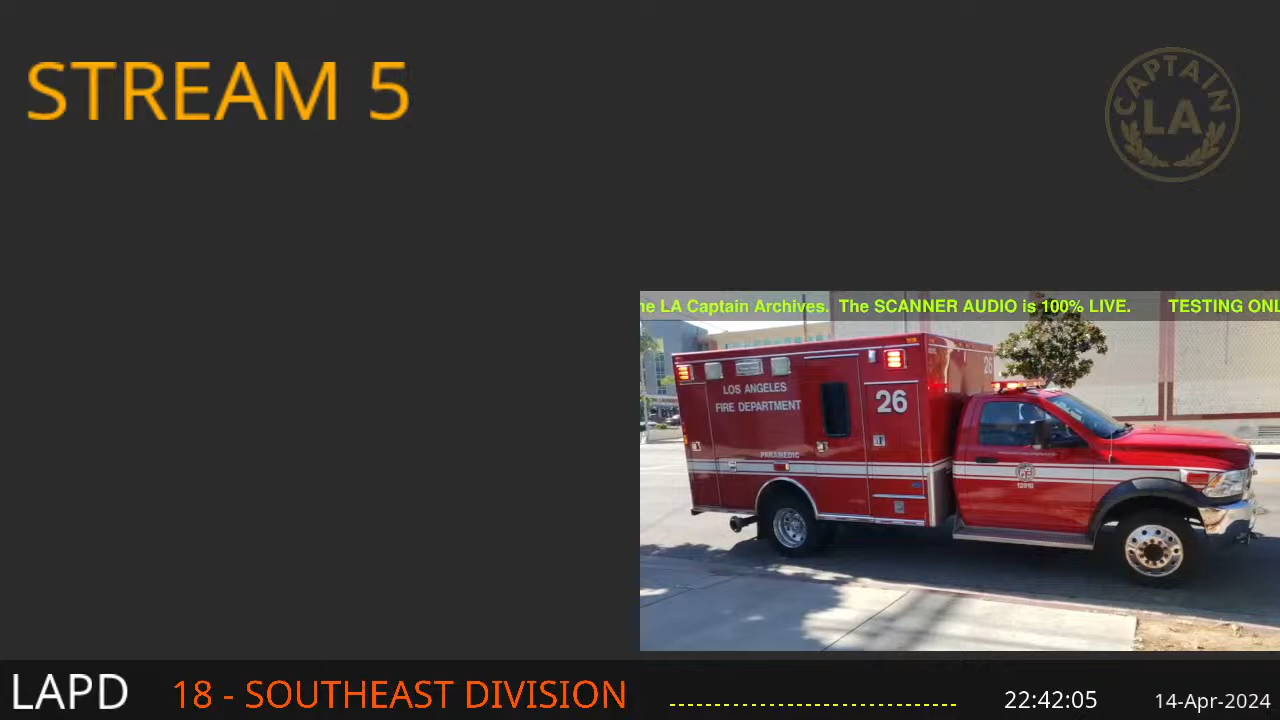 STREAM 5
CAPTAIN
LA
he LA Captain Archives. The SCANNER AUDIO is 100% LIVE. TESTING ONL
26
LOS ANGELES
FIRE DEPARTMENT
26
PARAMEDIC
LAPD
18 - SOUTHEAST DIVISION
22:42:05
14-Apr-2024